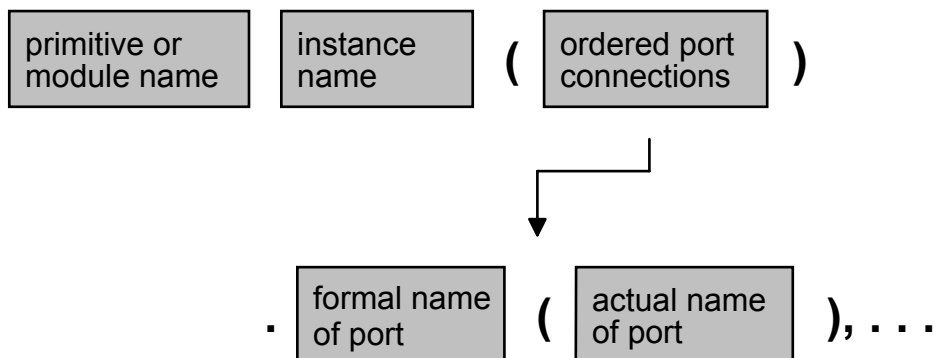 primitive or
module name
instance
name
(
ordered port
connections
)
.
formal name
of port
(
actual name
of port
), . . .